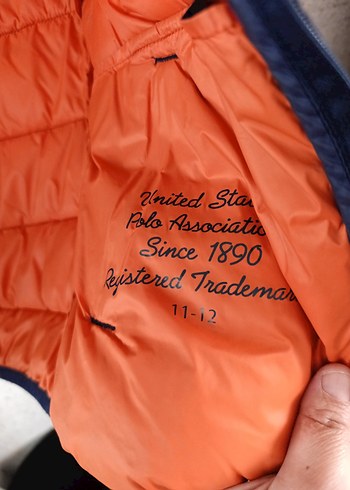 United Sta
Polo Associatio
Since 1890
Registered Trademar
11-12